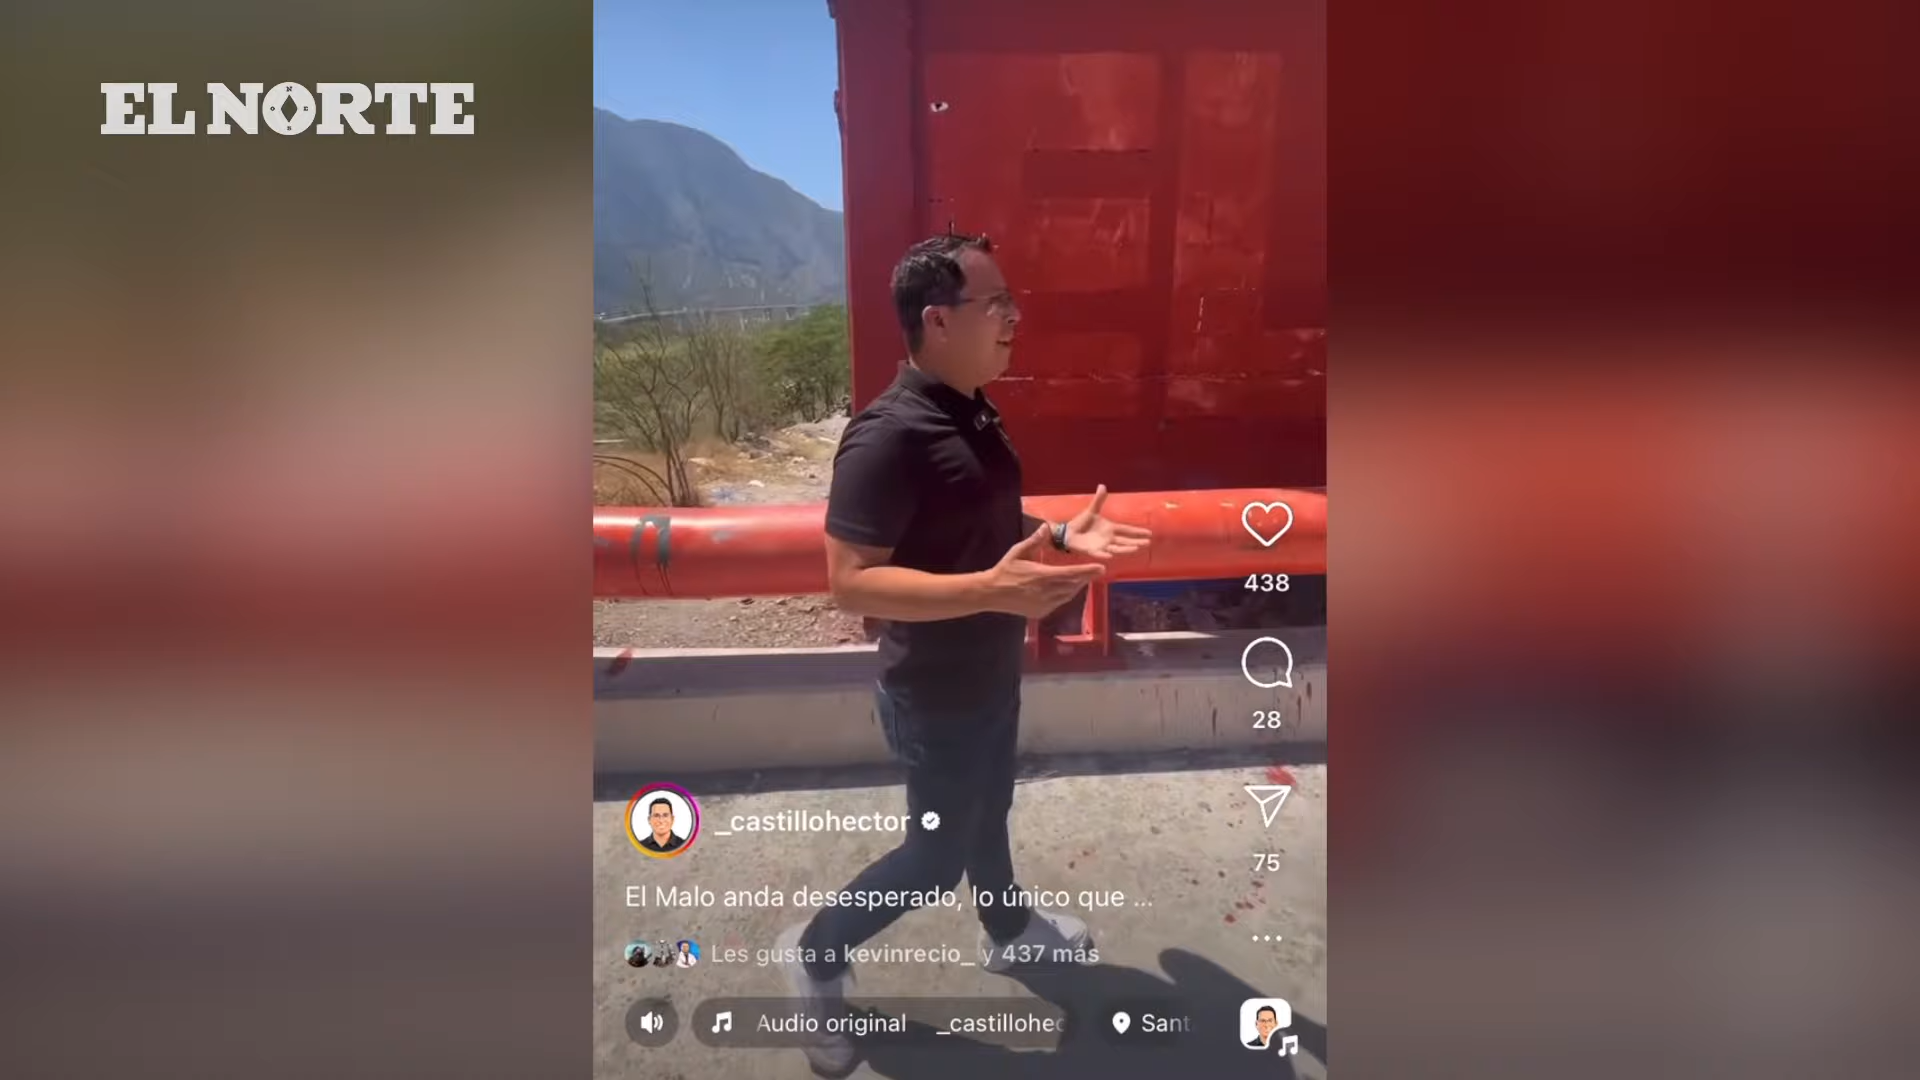 EL NORTE
438
28
75
_castillohector
El Malo anda desesperado, lo único que ...
Les gusta a kevinrecio_ y 437 más
Audio original _castillohec
Sant